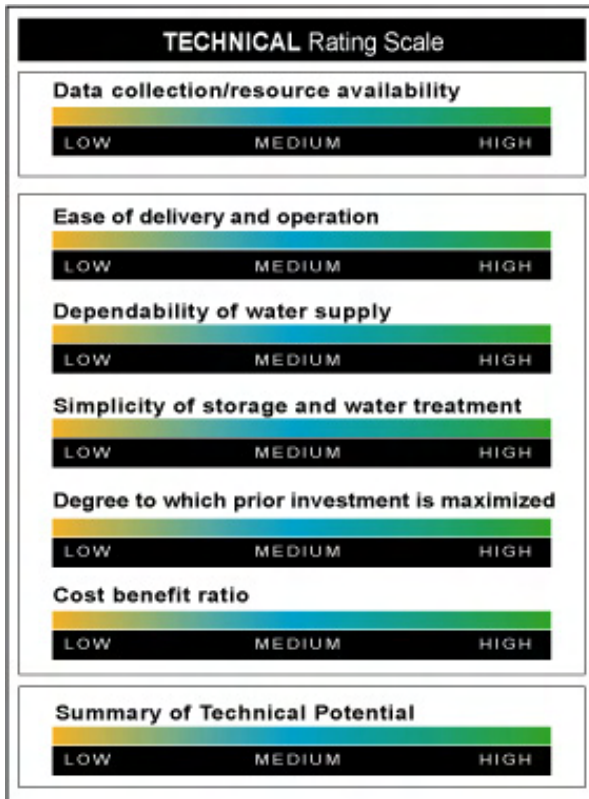 TECHNICAL Rating Scale
Data collection/resource availability
LOW MEDIUM HIGH
Ease of delivery and operation
LOW MEDIUM HIGH
Dependability of water supply
LOW MEDIUM HIGH
Simplicity of storage and water treatment
LOW MEDIUM HIGH
Degree to which prior investment is maximized
LOW MEDIUM HIGH
Cost benefit ratio
LOW MEDIUM HIGH
Summary of Technical Potential
LOW MEDIUM HIGH